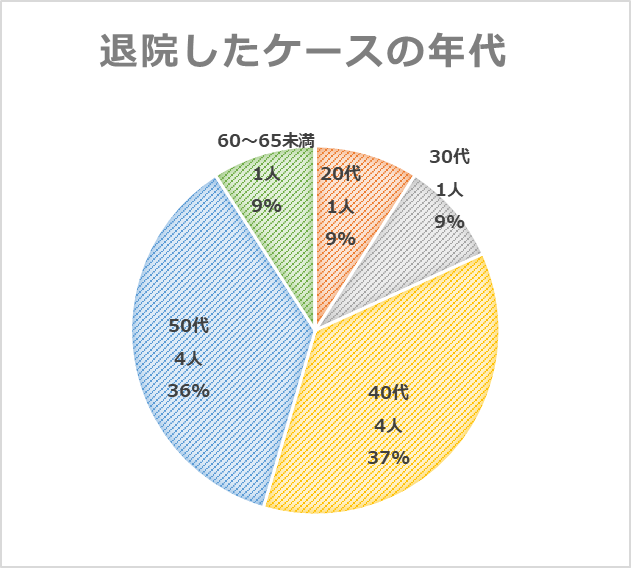 退院したケースの年代
60～65未満
1人
9%
20代
1人
9%
30代
1人
9%
40代
4人
37%
50代
4人
36%